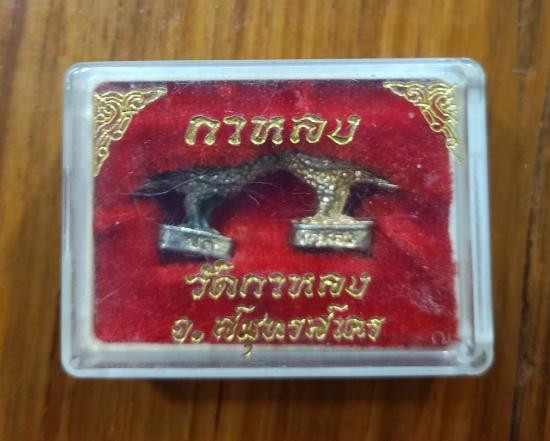 กาหลง
วัดกาหลง
จ. สมุทรสาคร